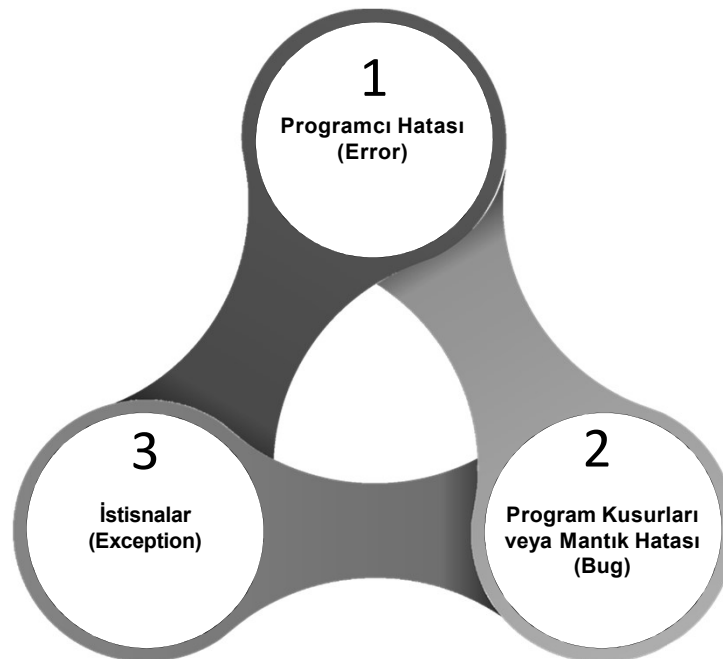 1
Programcı Hatası
(Error)
2
Program Kusurları
veya Mantık Hatası
(Bug)
3
İstisnalar
(Exception)